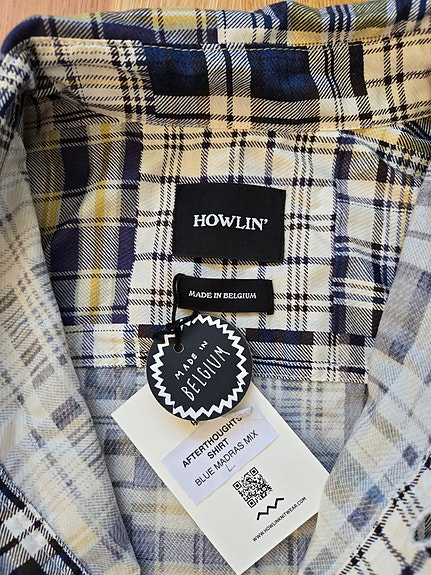 HOWLIN'
MADE IN BELGIUM
MADE IN
BELGIUM
AFTERTHOUGHTS
SHIRT
BLUE MADRAS MIX
L
WWW.HOWLINKNITWEAR.COM